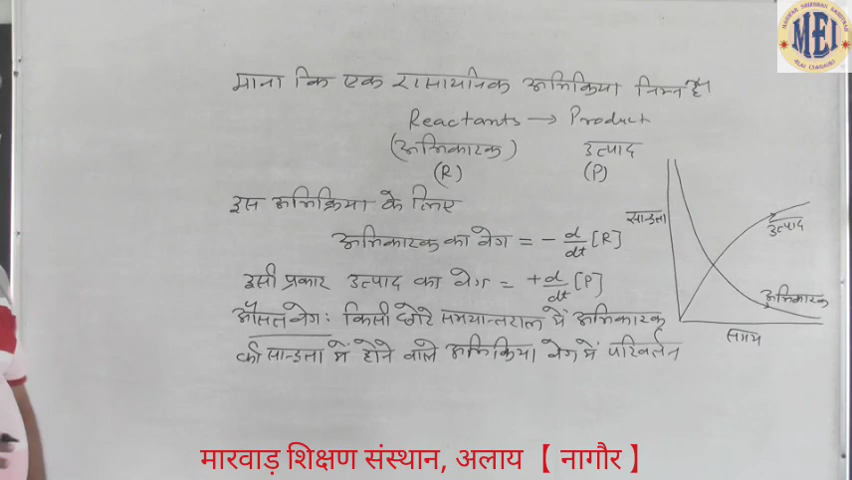 माना कि एक रासायनिक अभिक्रिया निम्न है।
Reactants → Product
(अभिकारक) उत्पाद
(R) (P)
इस अभिक्रिया के लिए
अभिकारक का वेग = - d/dt [R]
इसी प्रकार उत्पाद का वेग = + d/dt [P]
औसत वेग: किसी छोटे समयान्तराल में अभिकारक
की सान्द्रता में होने वाले अभिक्रिया वेग में परिवर्तन
सान्द्रता
उत्पाद
अभिकारक
समय
MEI
मारवाड़ शिक्षण संस्थान, अलाय 【 नागौर 】